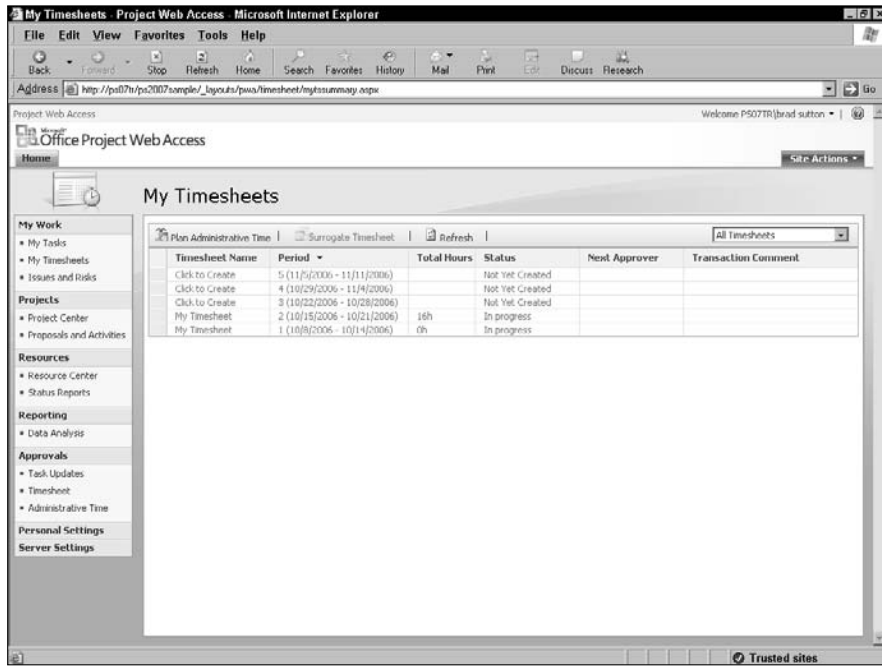 My Timesheets - Project Web Access - Microsoft Internet Explorer
File Edit View Favorites Tools Help
Back Forward Stop Refresh Home Search Favorites History Mail Print Edit Discuss Research
Address http://ps07tr/ps2007sample/_layouts/pwa/timesheet/mytssummary.aspx Go
Project Web Access Welcome PS07TR\brad sutton
Microsoft
Office Project Web Access
Home Site Actions
My Timesheets
My Work
My Tasks
My Timesheets
Issues and Risks
Projects
Project Center
Proposals and Activities
Resources
Resource Center
Status Reports
Reporting
Data Analysis
Approvals
Task Updates
Timesheet
Administrative Time
Personal Settings
Server Settings
Plan Administrative Time | Surrogate Timesheet | Refresh | All Timesheets
Timesheet Name Period Total Hours Status Next Approver Transaction Comment
Click to Create 5 (11/5/2006 - 11/11/2006) Not Yet Created
Click to Create 4 (10/29/2006 - 11/4/2006) Not Yet Created
Click to Create 3 (10/22/2006 - 10/28/2006) Not Yet Created
My Timesheet 2 (10/15/2006 - 10/21/2006) 16h In progress
My Timesheet 1 (10/8/2006 - 10/14/2006) 0h In progress
Trusted sites